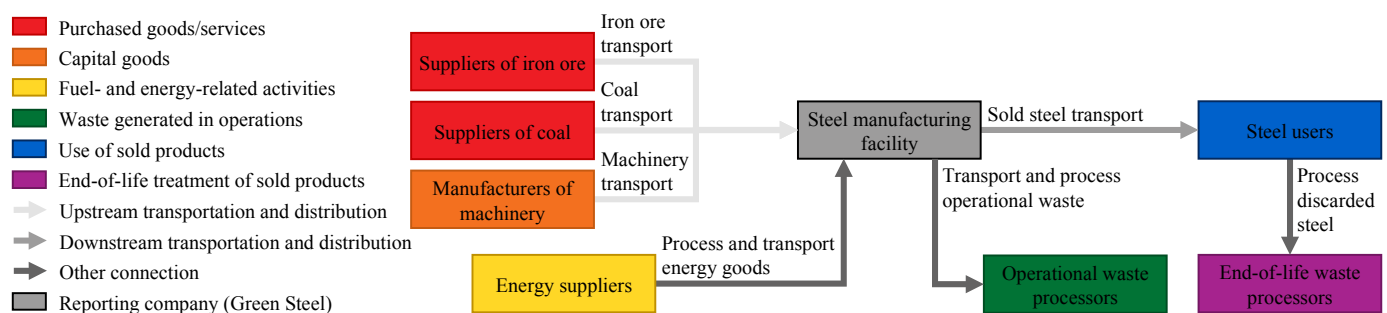 Purchased goods/services
Capital goods
Fuel- and energy-related activities
Waste generated in operations
Use of sold products
End-of-life treatment of sold products
Upstream transportation and distribution
Downstream transportation and distribution
Other connection
Reporting company (Green Steel)
Suppliers of iron ore
Iron ore
transport
Suppliers of coal
Coal
transport
Manufacturers of
machinery
Machinery
transport
Energy suppliers
Process and transport
energy goods
Steel manufacturing
facility
Sold steel transport
Steel users
Transport and process
operational waste
Operational waste
processors
Process
discarded
steel
End-of-life waste
processors